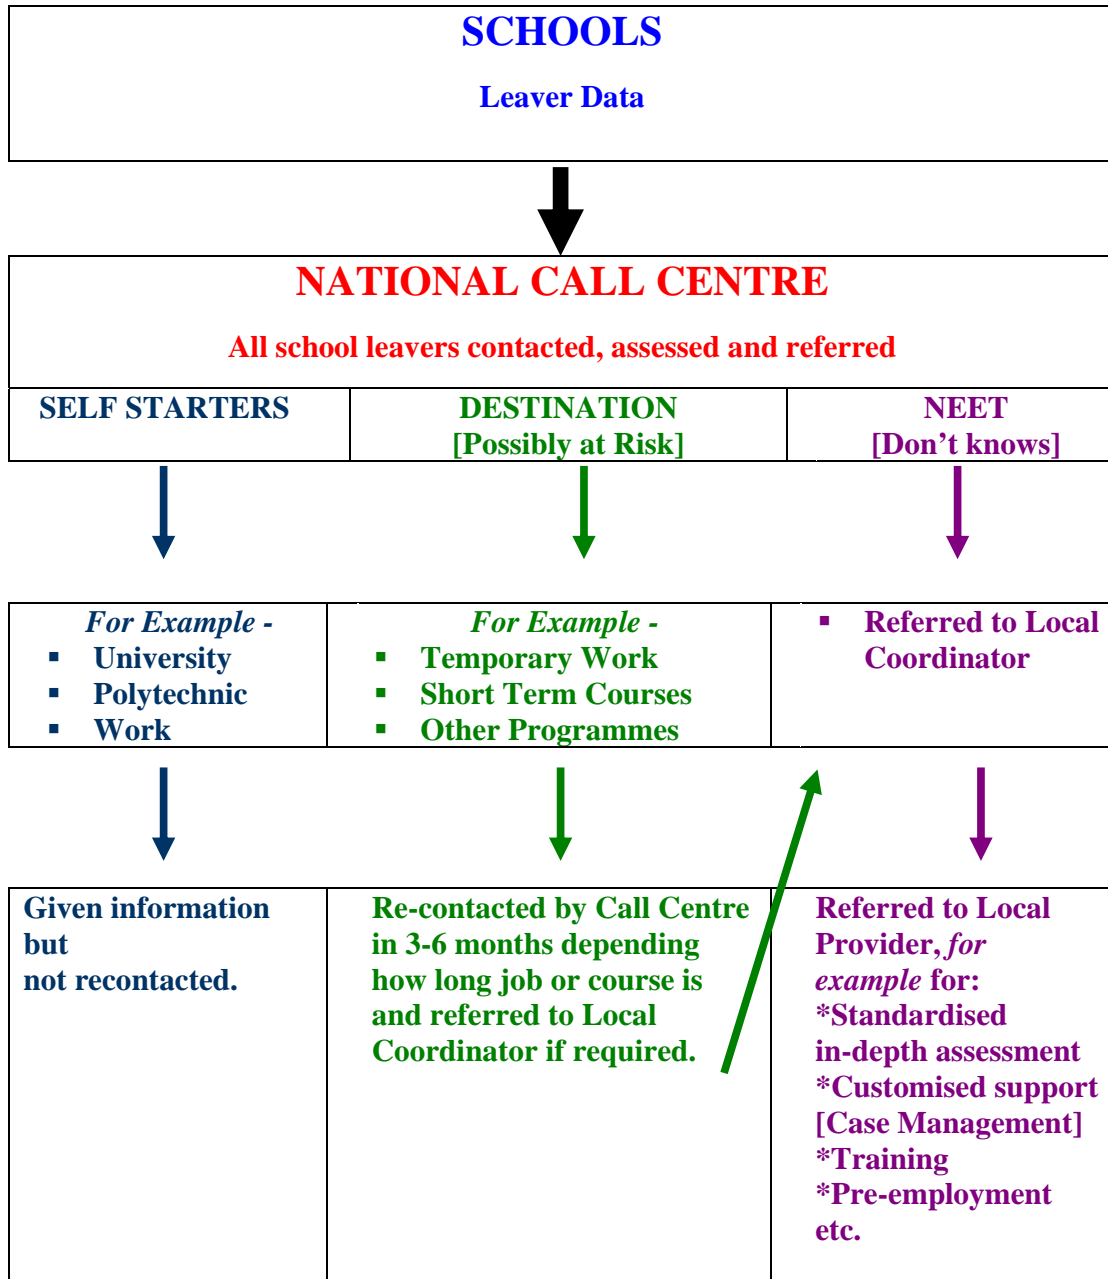 SCHOOLS
Leaver Data
NATIONAL CALL CENTRE
All school leavers contacted, assessed and referred
SELF STARTERS
DESTINATION
[Possibly at Risk]
NEET
[Don’t knows]
For Example -
▪ University
▪ Polytechnic
▪ Work
For Example -
▪ Temporary Work
▪ Short Term Courses
▪ Other Programmes
▪ Referred to Local
Coordinator
Given information
but
not recontacted.
Re-contacted by Call Centre
in 3-6 months depending
how long job or course is
and referred to Local
Coordinator if required.
Referred to Local
Provider, for
example for:
*Standardised
in-depth assessment
*Customised support
[Case Management]
*Training
*Pre-employment
etc.